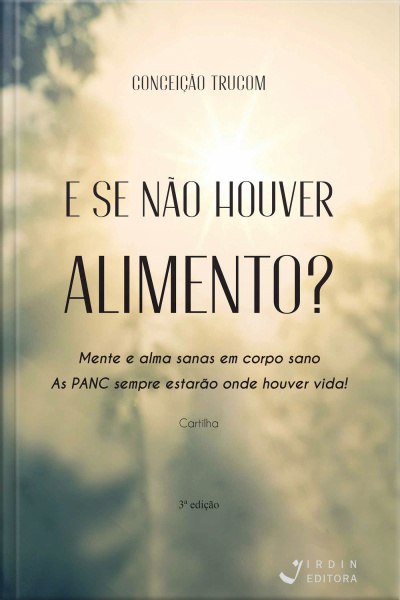 CONCEIÇÃO TRUCOM
E SE NÃO HOUVER
ALIMENTO?
Mente e alma sanas em corpo sano
As PANC sempre estarão onde houver vida!
Cartilha
3ª edição
IRDIN
EDITORA